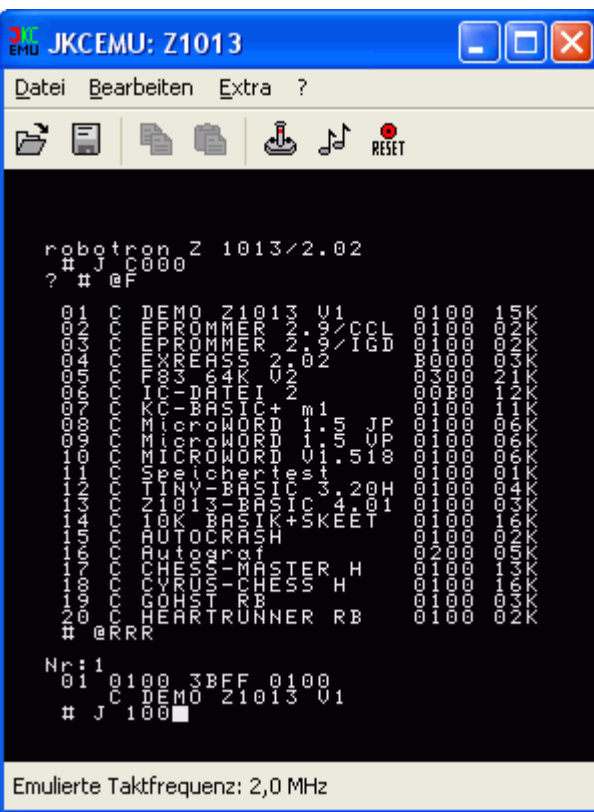 JKC
EMU JKCEMU: Z1013
Datei Bearbeiten Extra ?
RESET
robotron Z 1013/2.02
# J C000
? # @F
01 C DEMO Z1013 V1 0100 15K
02 C EPROMMER 2.9/CCL 0100 02K
03 C EPROMMER 2.9/IGD 0100 02K
04 C EXREASS 2.02 B000 03K
05 C F83 64K V2 0300 21K
06 C IC-DATEI 2 00B0 12K
07 C KC-BASIC+ m1 0100 11K
08 C MicroWORD 1.5 JP 0100 06K
09 C MicroWORD 1.5 VP 0100 06K
10 C MICROWORD V1.518 0100 06K
11 C Speichertest 0100 01K
12 C TINY-BASIC 3.20H 0100 04K
13 C Z1013-BASIC 4.01 0100 03K
14 C 10K BASIK+SKEET 0100 16K
15 C AUTOCRASH 0100 02K
16 C Autograf 0200 05K
17 C CHESS-MASTER H 0100 13K
18 C CYRUS-CHESS H 0100 16K
19 C GOHST RB 0100 03K
20 C HEARTRUNNER RB 0100 02K
# @RRR
Nr:1
01 0100 3BFF 0100
C DEMO Z1013 V1
# J 100
Emulierte Taktfrequenz: 2,0 MHz